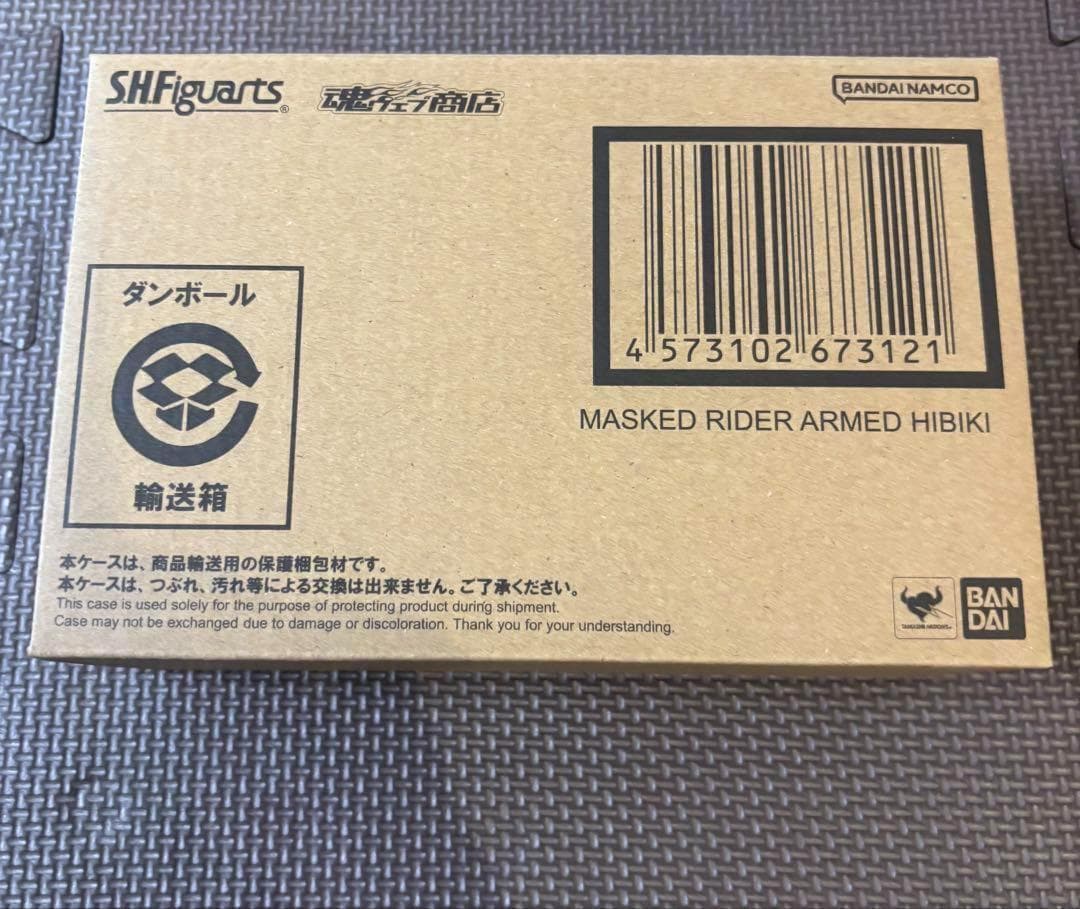 S.H.Figuarts®
魂ウェブ商店
BANDAI NAMCO
4 573102 673121
MASKED RIDER ARMED HIBIKI
ダンボール
輸送箱
本ケースは、商品輸送用の保護梱包材です。
本ケースは、つぶれ、汚れ等による交換は出来ません。ご了承ください。
This case is used solely for the purpose of protecting product during shipment.
Case may not be exchanged due to damage or discoloration. Thank you for your understanding.
TAMASHII NATIONS
BAN
DAI